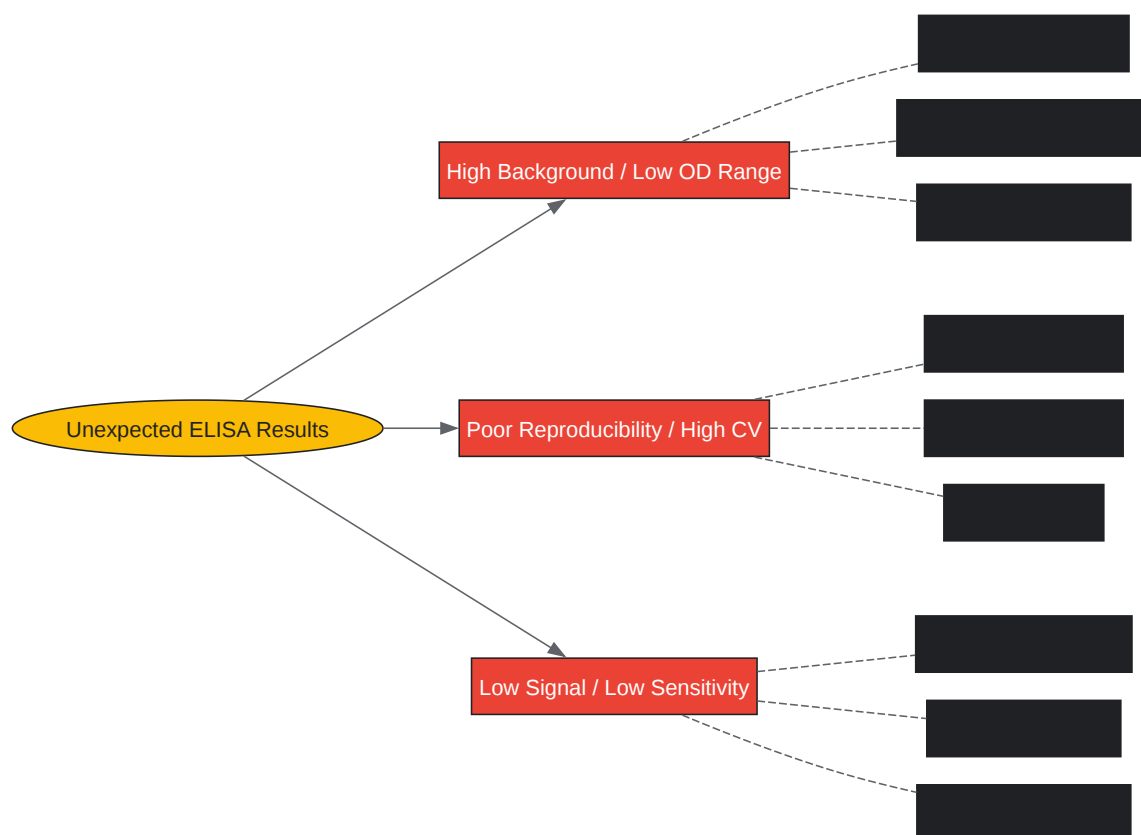 High Background / Low OD Range
Unexpected ELISA Results
Poor Reproducibility / High CV
Low Signal / Low Sensitivity